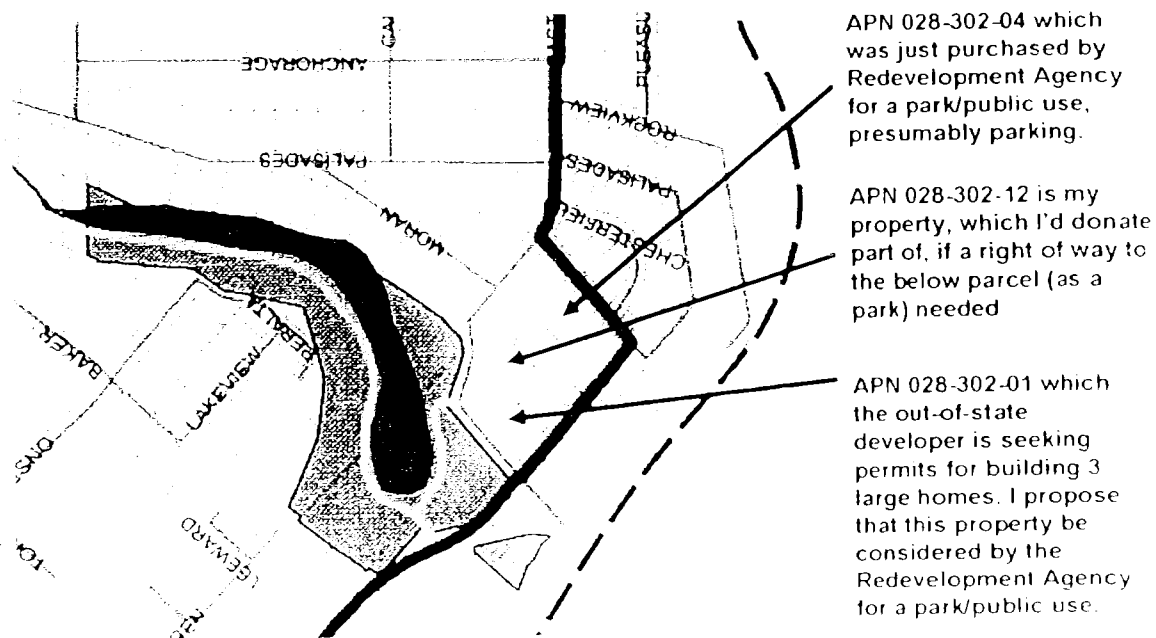 APN 028-302-04 which
was just purchased by
Redevelopment Agency
for a park/public use,
presumably parking.
APN 028-302-12 is my
property, which I'd donate
part of, if a right of way to
the below parcel (as a
park) needed
APN 028-302-01 which
the out-of-state
developer is seeking
permits for building 3
large homes. I propose
that this property be
considered by the
Redevelopment Agency
for a park/public use.
ANCHORAGE
PALISADES
MORAN
ROCKVIEW
PALISADES
CHESTERFIELD
PERALTA
LAKEVIEW
BAKER
LEEWARD